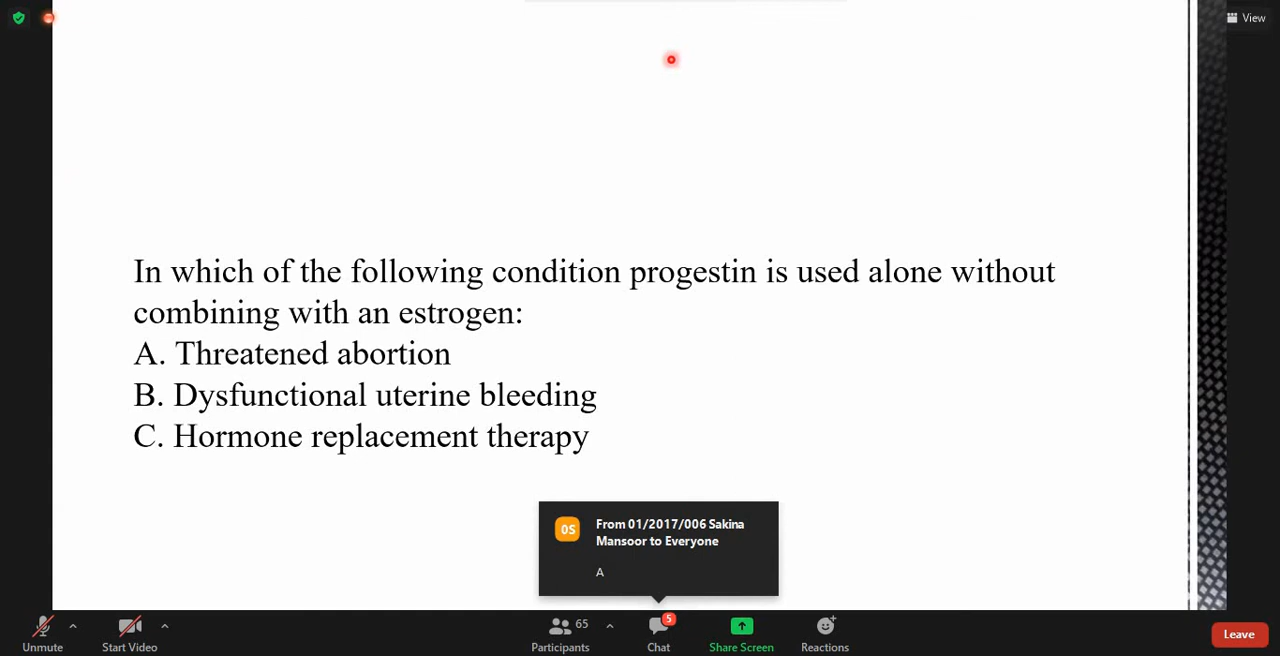 View
In which of the following condition progestin is used alone without
combining with an estrogen:
A. Threatened abortion
B. Dysfunctional uterine bleeding
C. Hormone replacement therapy
0S
From 01/2017/006 Sakina
Mansoor to Everyone
A
65
5
Unmute
Start Video
Participants
Chat
Share Screen
Reactions
Leave